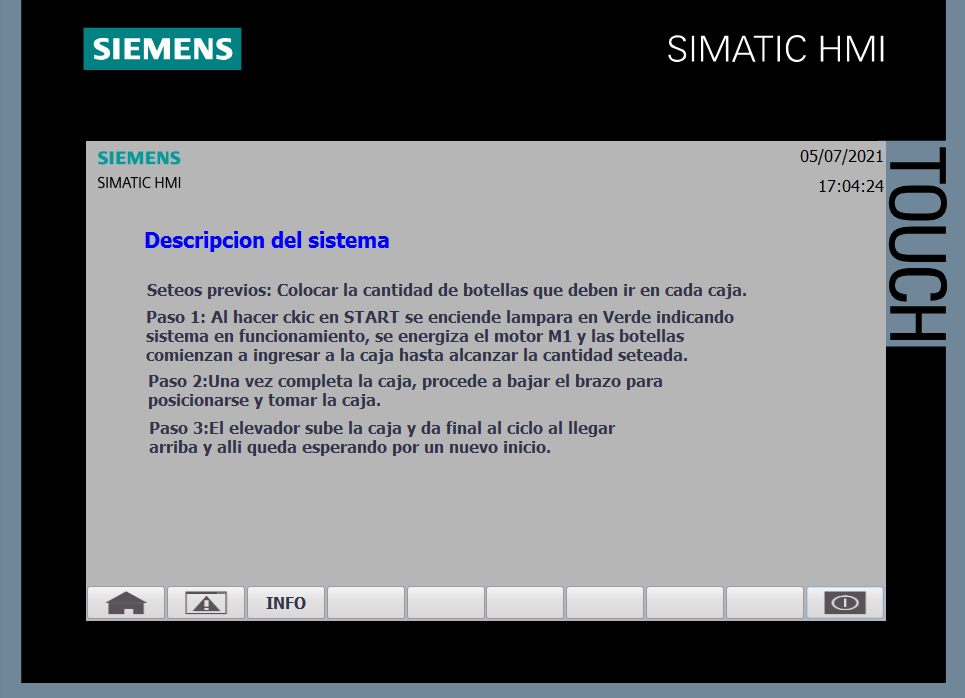 SIEMENS
SIMATIC HMI
SIEMENS
05/07/2021
SIMATIC HMI
17:04:24
TOUCH
Descripcion del sistema
Seteos previos: Colocar la cantidad de botellas que deben ir en cada caja.
Paso 1: Al hacer ckic en START se enciende lampara en Verde indicando
sistema en funcionamiento, se energiza el motor M1 y las botellas
comienzan a ingresar a la caja hasta alcanzar la cantidad seteada.
Paso 2:Una vez completa la caja, procede a bajar el brazo para
posicionarse y tomar la caja.
Paso 3:El elevador sube la caja y da final al ciclo al llegar
arriba y alli queda esperando por un nuevo inicio.
INFO